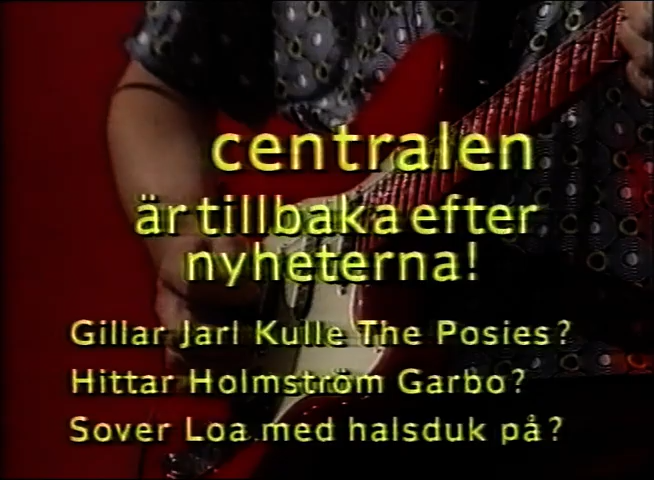 centralen
är tillbaka efter
nyheterna!
Gillar Jarl Kulle The Posies?
Hittar Holmström Garbo?
Sover Loa med halsduk på?